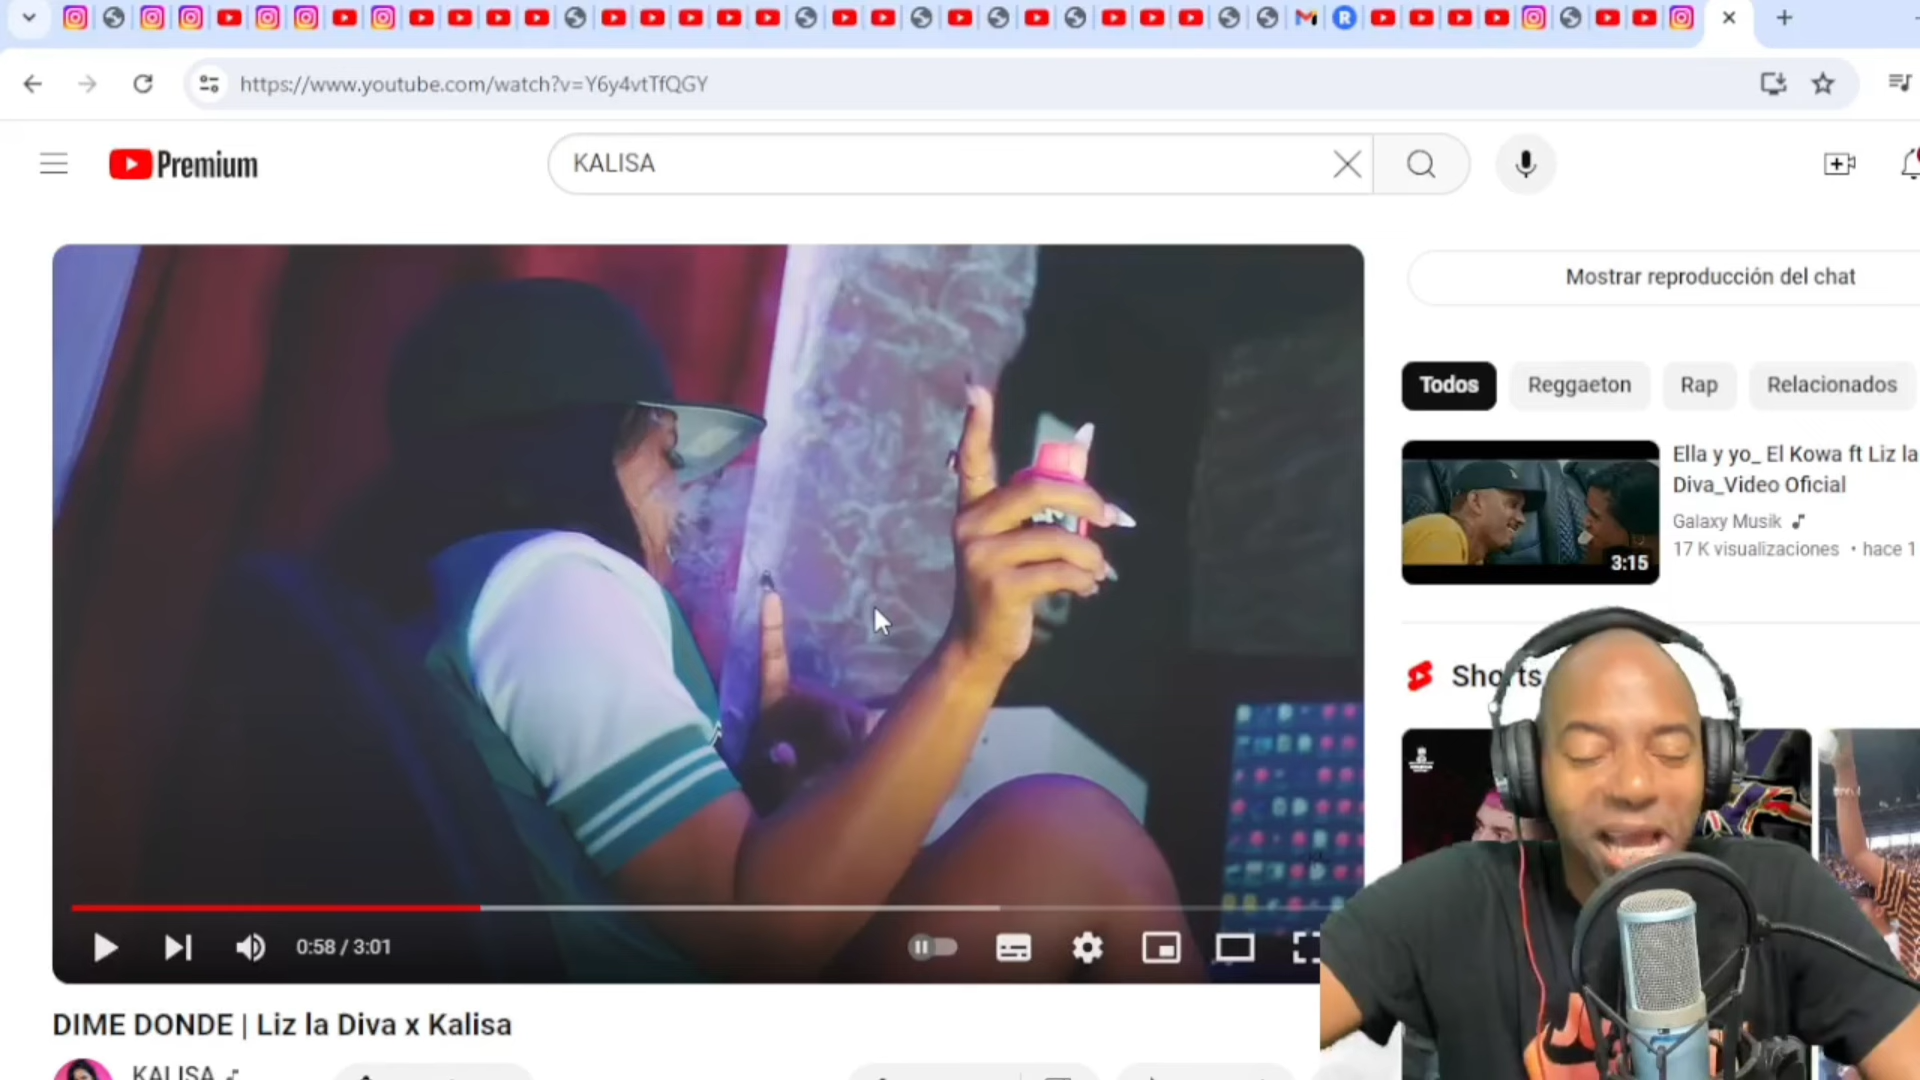 https://www.youtube.com/watch?v=Y6y4vtTfQGY
Premium
KALISA
Mostrar reproducción del chat
Todos
Reggaeton
Rap
Relacionados
Ella y yo_ El Kowa ft Liz la
Diva_Video Oficial
Galaxy Musik
17 K visualizaciones • hace 1
3:15
Shorts
0:58 / 3:01
DIME DONDE | Liz la Diva x Kalisa
KALISA